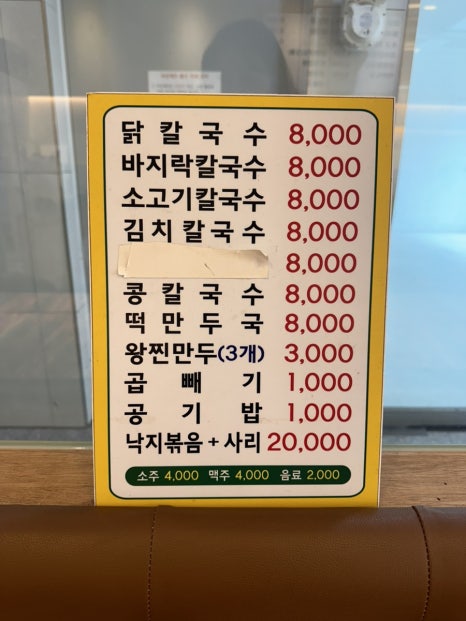 닭 칼 국 수 8,000
바지락칼국수 8,000
소고기칼국수 8,000
김치칼국수 8,000
8,000
콩 칼 국 수 8,000
떡 만 두 국 8,000
왕찐만두(3개) 3,000
곱 빼 기 1,000
공 기 밥 1,000
낙지볶음+사리 20,000
소주 4,000 맥주 4,000 음료 2,000